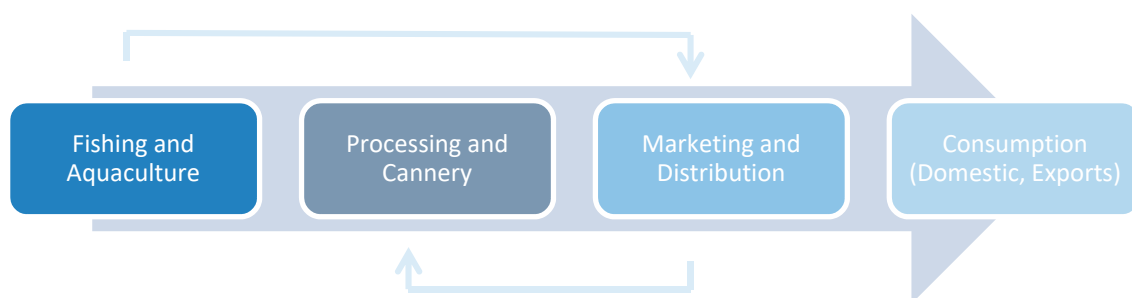 Fishing and
Aquaculture
Processing and
Cannery
Marketing and
Distribution
Consumption
(Domestic, Exports)